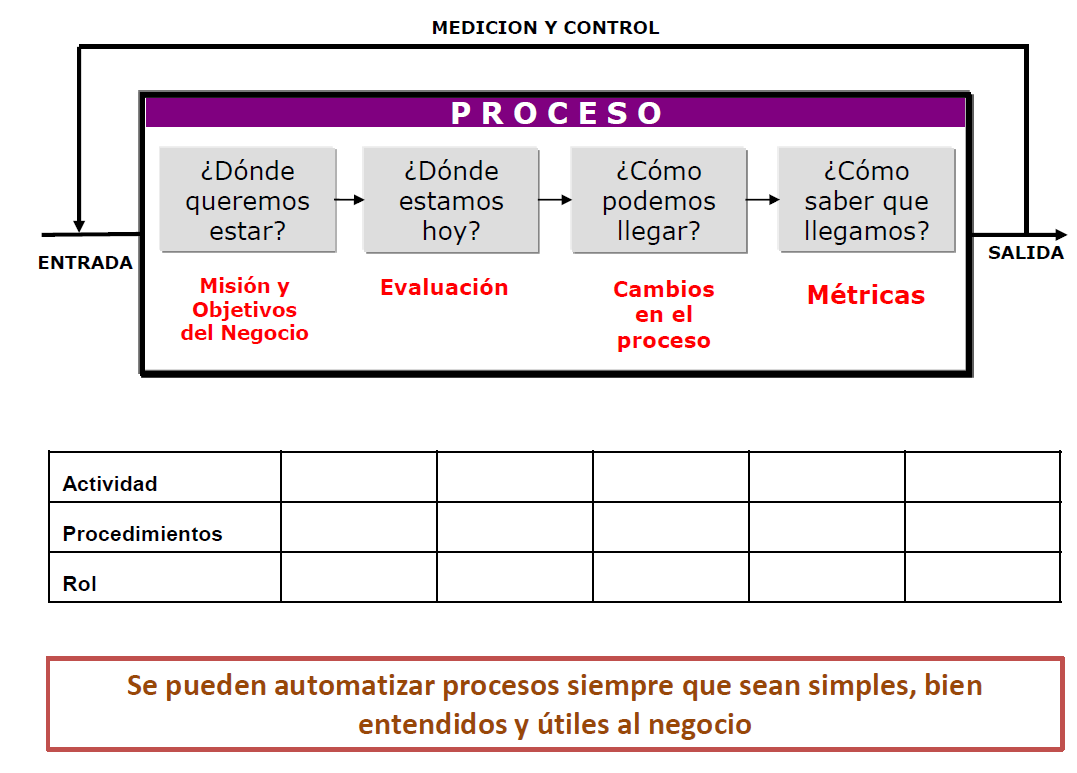 MEDICION Y CONTROL
PROCESO
¿Dónde
queremos
estar?
¿Dónde
estamos
hoy?
¿Cómo
podemos
llegar?
¿Cómo
saber que
llegamos?
ENTRADA
SALIDA
Misión y
Objetivos
del Negocio
Evaluación
Cambios
en el
proceso
Métricas
Actividad
Procedimientos
Rol
Se pueden automatizar procesos siempre que sean simples, bien
entendidos y útiles al negocio